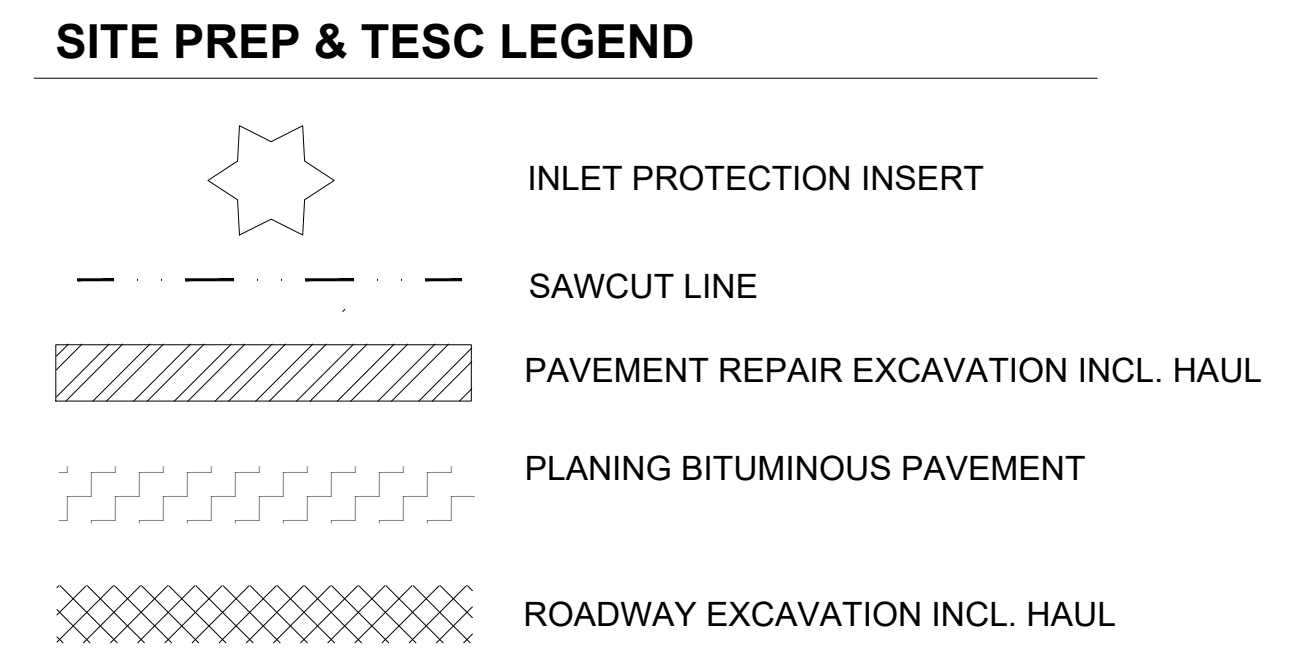 SITE PREP & TESC LEGEND
INLET PROTECTION INSERT
SAWCUT LINE
PAVEMENT REPAIR EXCAVATION INCL. HAUL
PLANING BITUMINOUS PAVEMENT
ROADWAY EXCAVATION INCL. HAUL